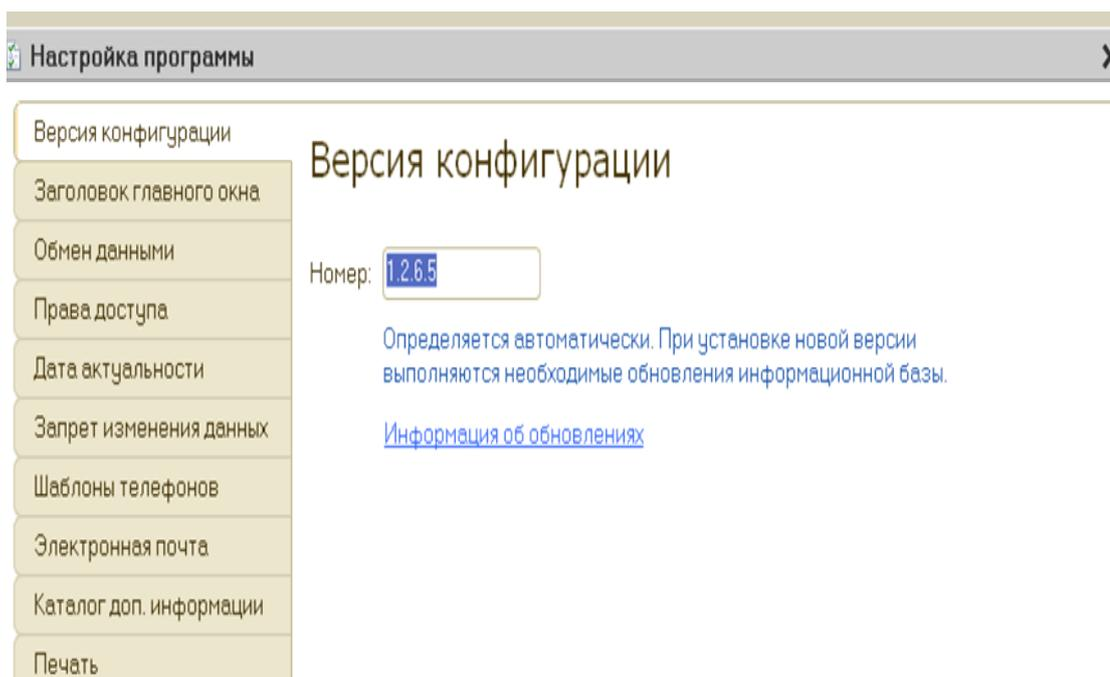 Настройка программы
Версия конфигурации
Заголовок главного окна
Обмен данными
Права доступа
Дата актуальности
Запрет изменения данных
Шаблоны телефонов
Электронная почта
Каталог доп. информации
Печать
Версия конфигурации
Номер: 1.2.6.5
Определяется автоматически. При установке новой версии
выполняются необходимые обновления информационной базы.
Информация об обновлениях